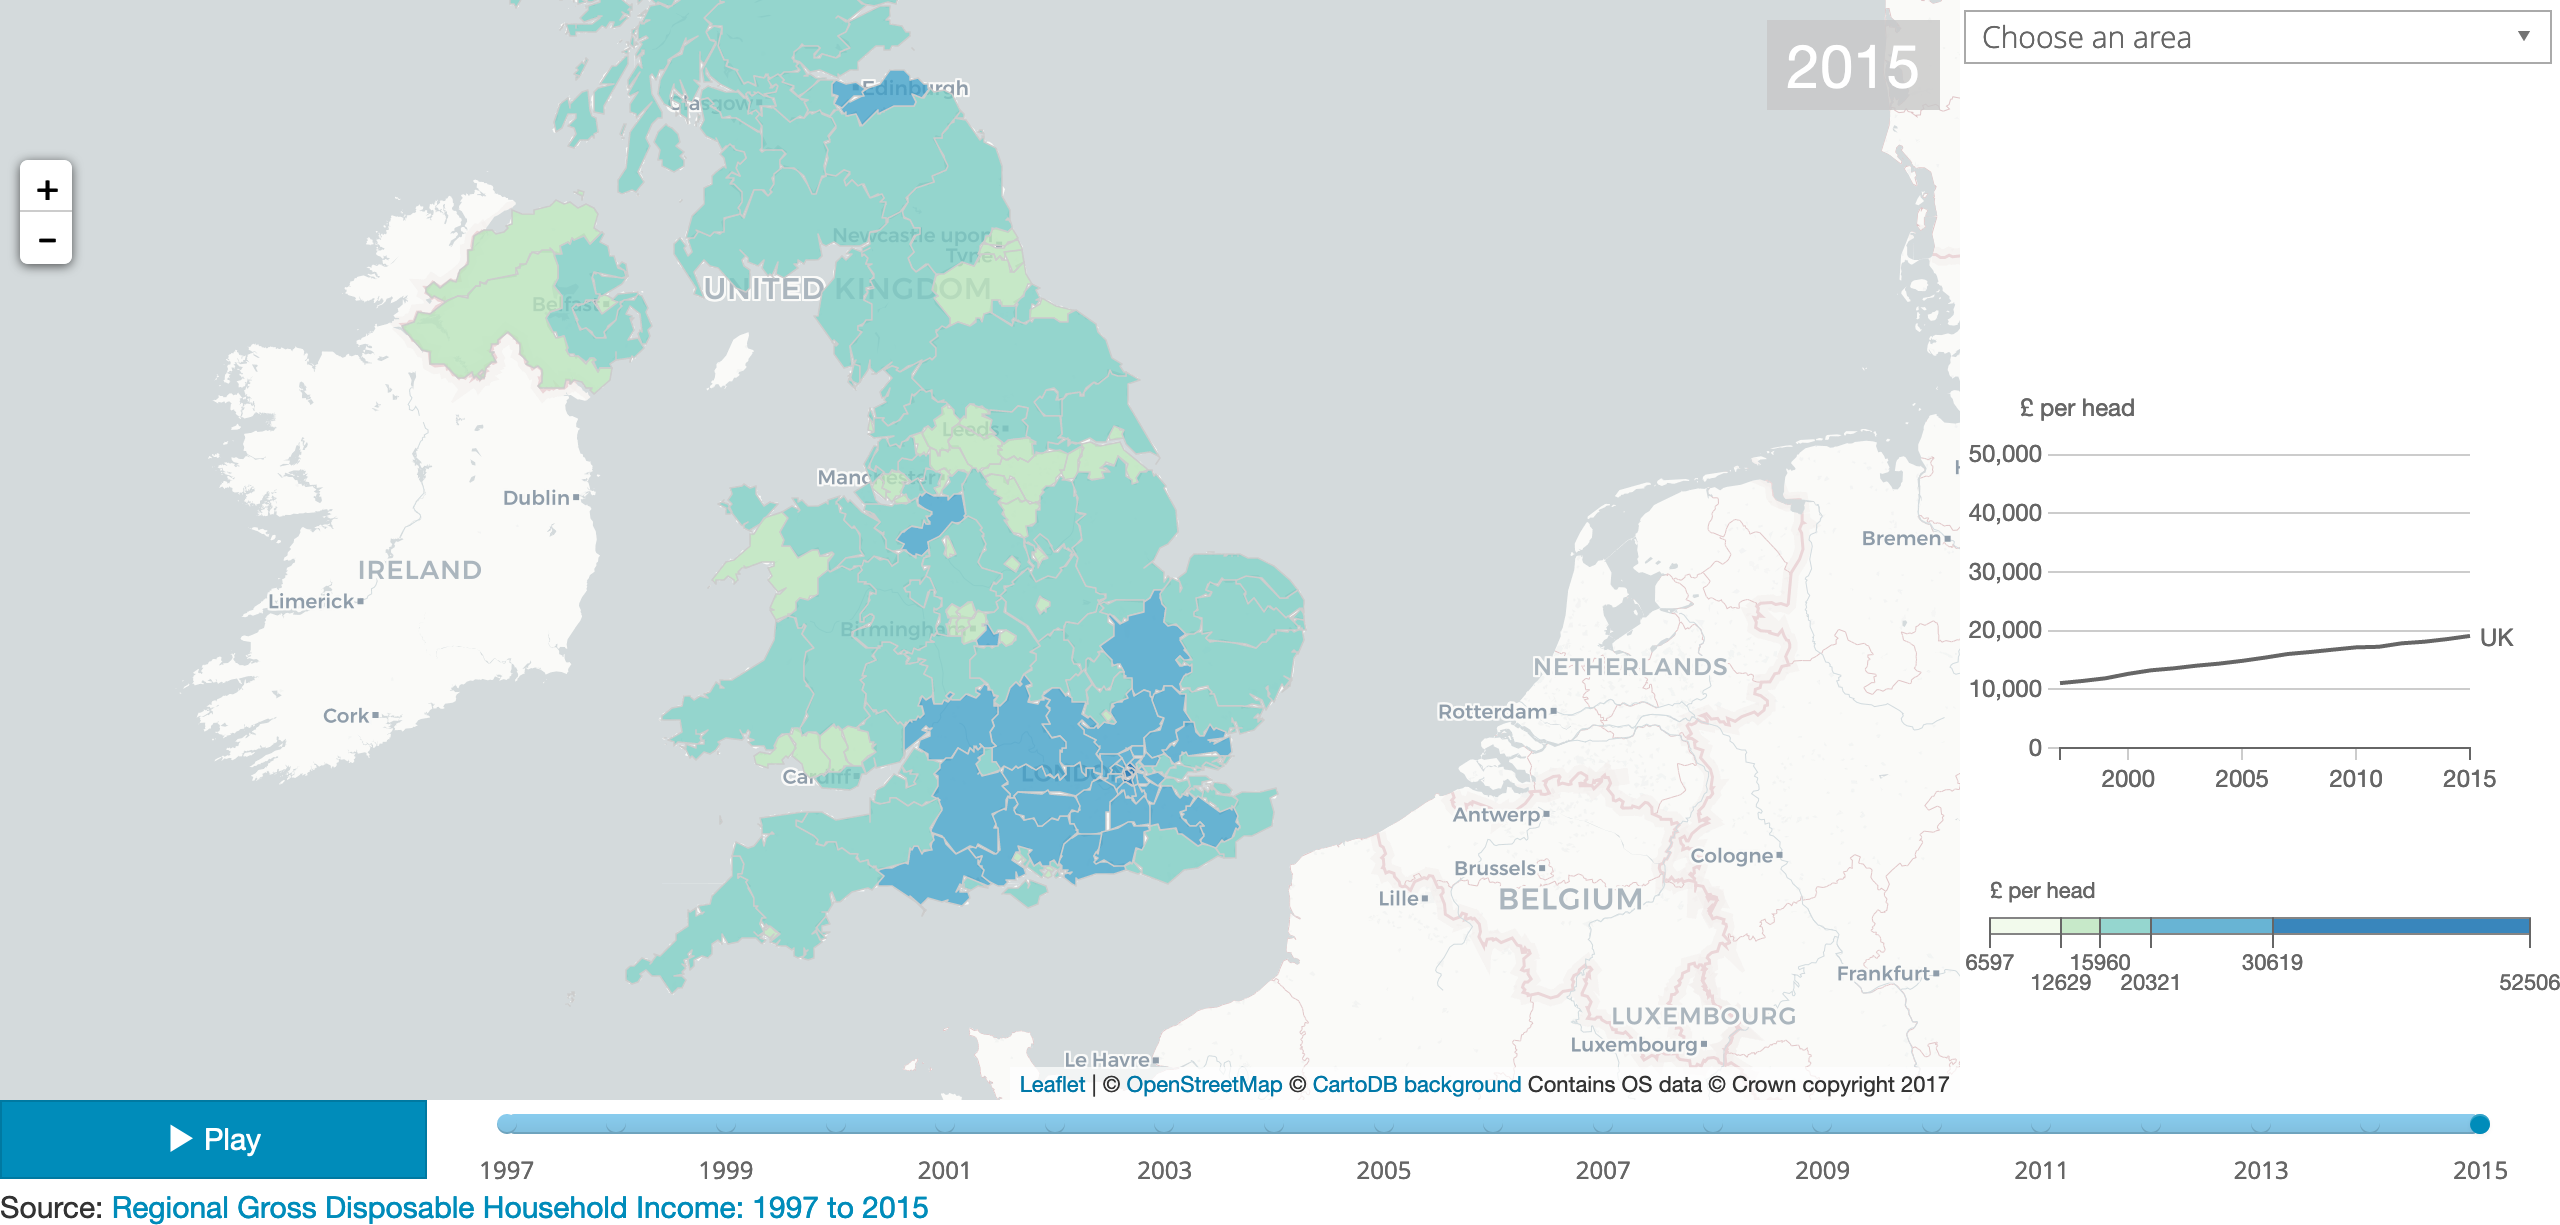 2015
Choose an area
+
−
Edinburgh
Glasgow
Newcastle upon
Tyne
UNITED KINGDOM
Belfast
Leeds
Manchester
Dublin
IRELAND
Limerick
Birmingham
Cork
Cardiff
LONDON
Bremen
NETHERLANDS
Rotterdam
Antwerp
Brussels
Cologne
BELGIUM
Lille
Frankfurt
LUXEMBOURG
Luxembourg
Le Havre
£ per head
50,000
40,000
30,000
20,000
10,000
0
UK
2000 2005 2010 2015
£ per head
6597 15960 30619
12629 20321 52506
Leaflet | © OpenStreetMap © CartoDB background Contains OS data © Crown copyright 2017
Play
1997 1999 2001 2003 2005 2007 2009 2011 2013 2015
Source: Regional Gross Disposable Household Income: 1997 to 2015